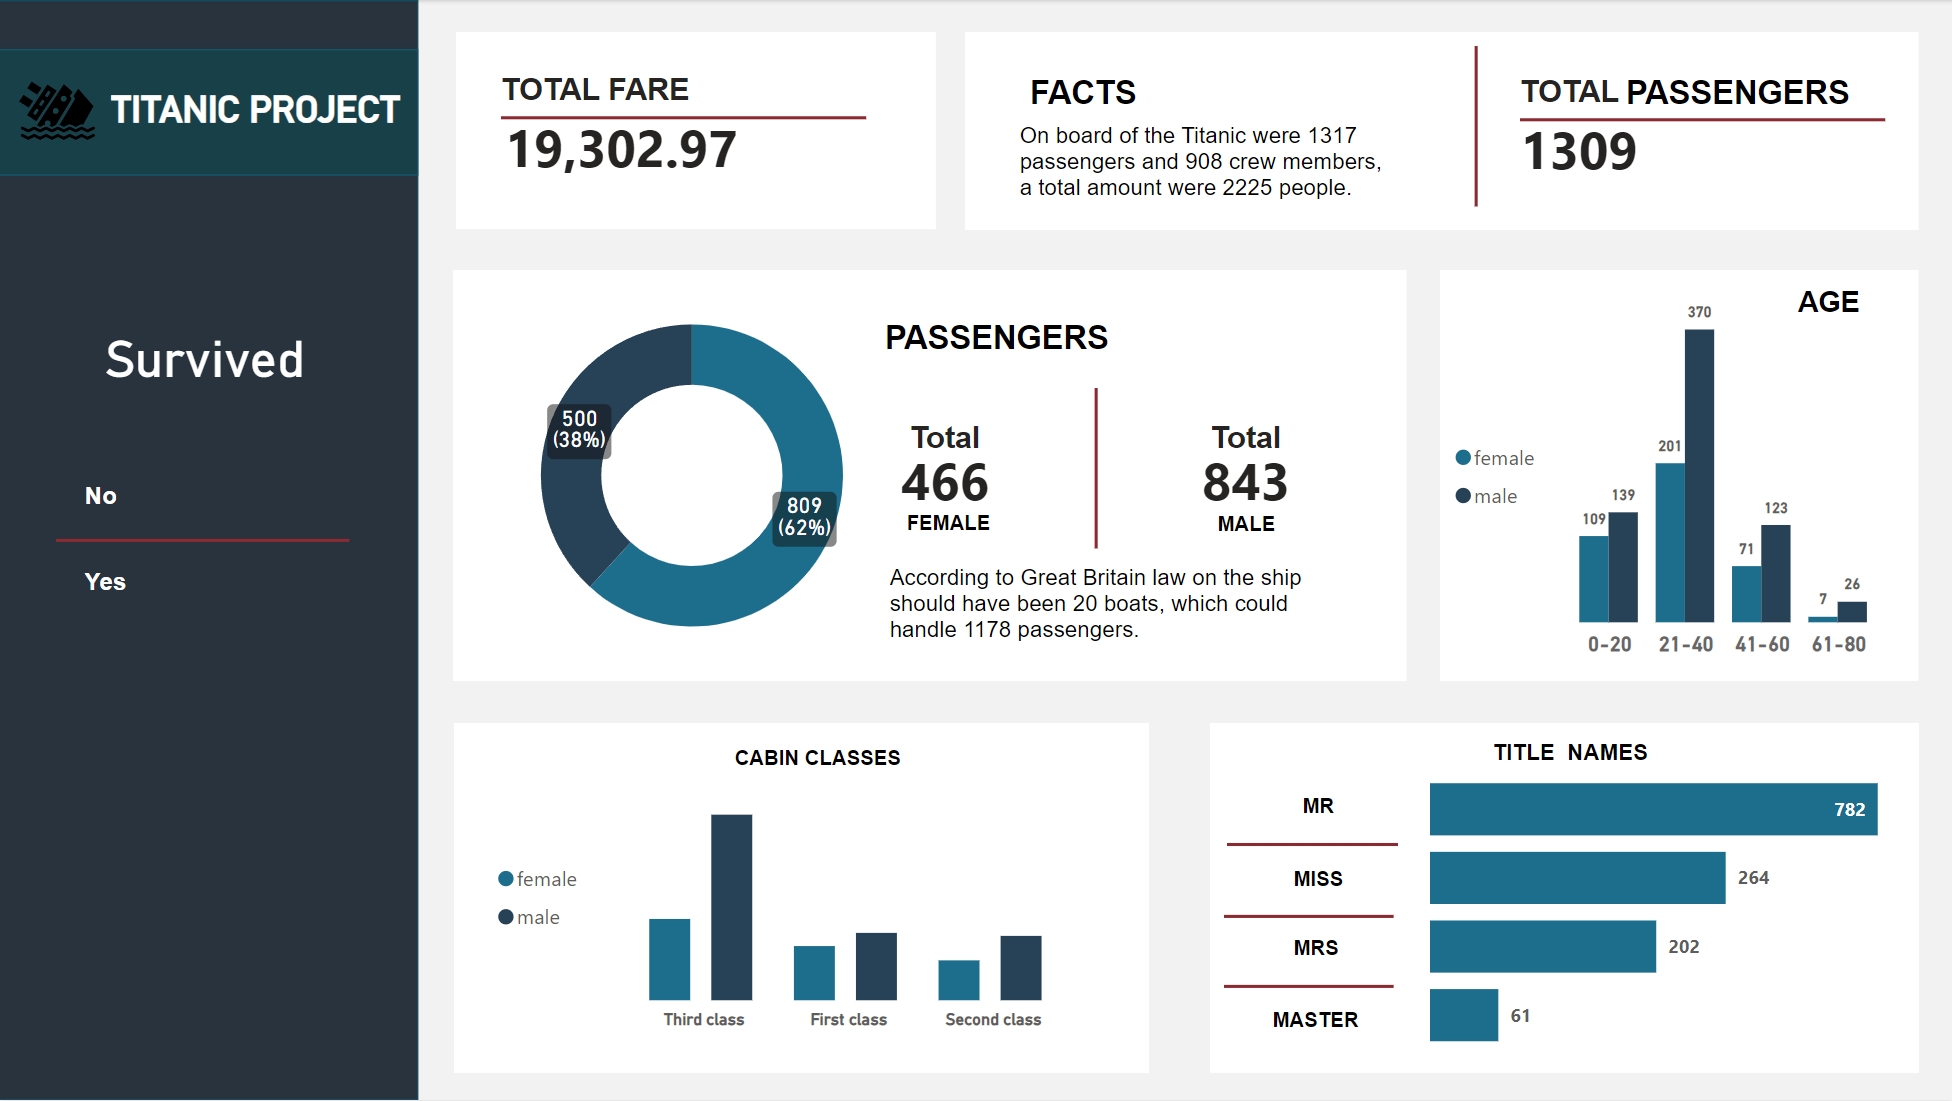 TITANIC PROJECT
Survived
No
Yes
TOTAL FARE
19,302.97
FACTS
On board of the Titanic were 1317
passengers and 908 crew members,
a total amount were 2225 people.
TOTAL PASSENGERS
1309
500
(38%)
809
(62%)
PASSENGERS
Total
466
FEMALE
Total
843
MALE
According to Great Britain law on the ship
should have been 20 boats, which could
handle 1178 passengers.
AGE
female
male
109
139
201
370
71
123
7
26
0-20
21-40
41-60
61-80
CABIN CLASSES
female
male
Third class
First class
Second class
TITLE NAMES
MR
782
MISS
264
MRS
202
MASTER
61